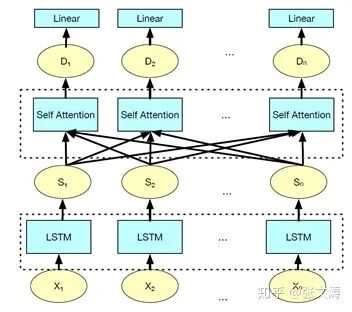 Linear Linear Linear
D1 D2 ... Dn
Self Attention Self Attention ... Self Attention
S1 S2 ... Sn
LSTM LSTM ... LSTM
X1 X2 ... Xn
知乎 @张文涛